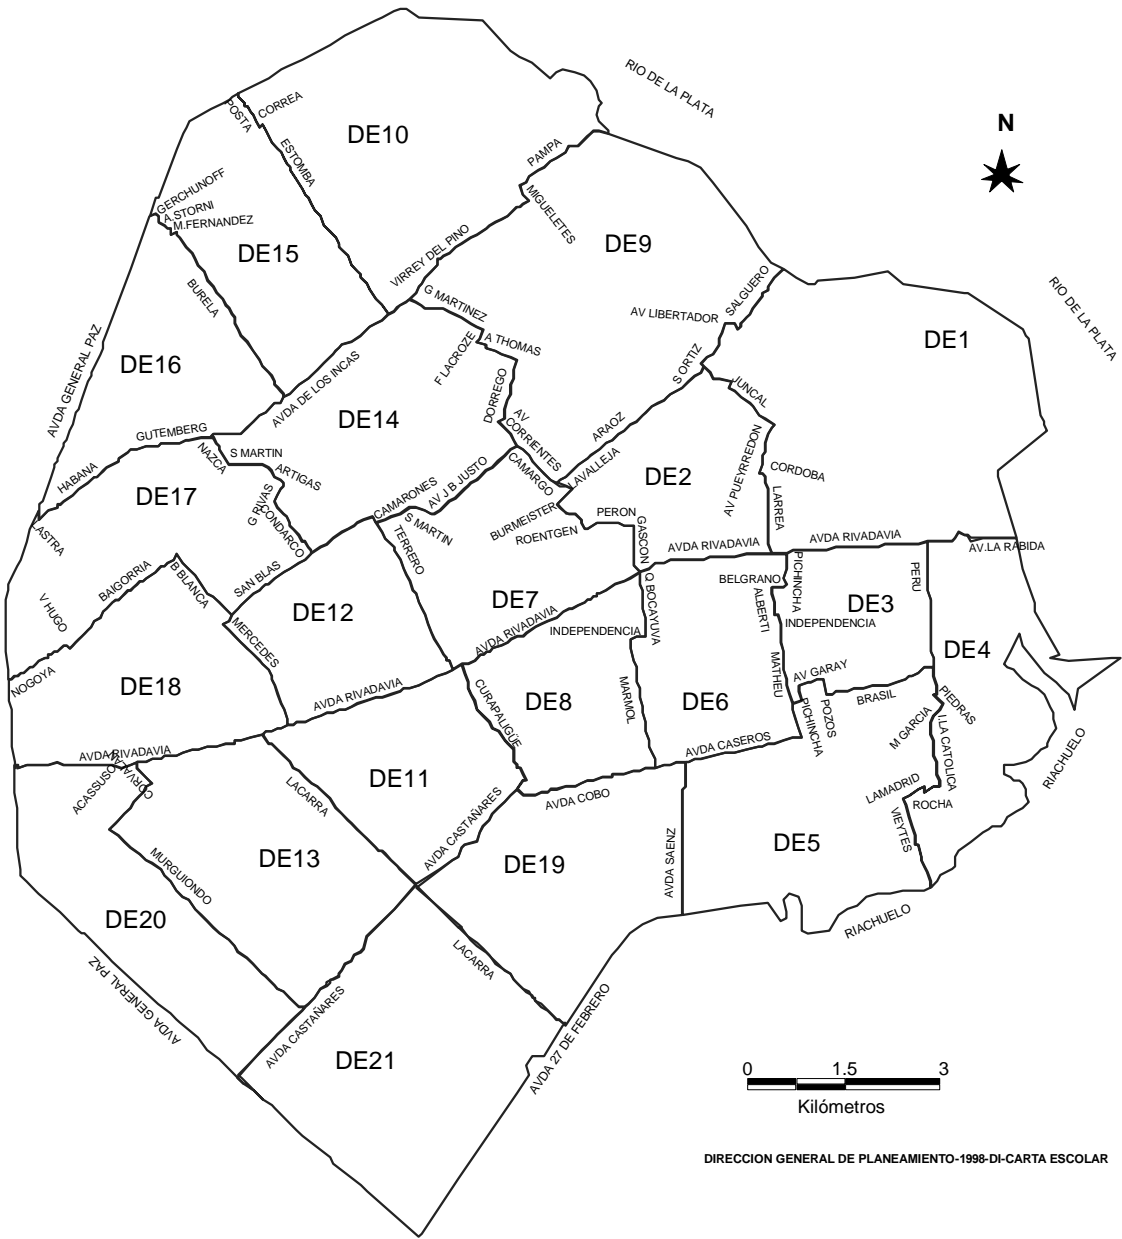 RIO DE LA PLATA
N
POSTA
CORREA
DE10
ESTOMBA
PAMPA
MIGUELETES
GERCHUNOFF
A.STORNI
M.FERNANDEZ
DE15
BURELA
VIRREY DEL PINO
DE9
SALGUERO
AV LIBERTADOR
RIO DE LA PLATA
DE1
G MARTINEZ
A THOMAS
F LACROZE
S ORTIZ
JUNCAL
AVDA GENERAL PAZ
DE16
AVDA DE LOS INCAS
DE14
DORREGO
AV
CORRIENTES
ARAOZ
AV PUEYRREDON
GUTEMBERG
NAZCA
S MARTIN
ARTIGAS
HABANA
DE17
G RIVAS
CONDARCO
CAMARONES
AV J B JUSTO
CAMARGO
LAVALLEJA
DE2
CORDOBA
LARREA
LASTRA
S MARTIN
TERRERO
BURMEISTER
ROENTGEN
PERON
GASCON
AVDA RIVADAVIA
AVDA RIVADAVIA
AV.LA RABIDA
V HUGO
BAIGORRIA
B BLANCA
SAN BLAS
DE12
MERCEDES
DE7
AVDA RIVADAVIA
INDEPENDENCIA
Q BOCAYUVA
BELGRANO
PICHINCHA
ALBERTI
DE3
INDEPENDENCIA
PERU
DE4
NOGOYA
DE18
AVDA RIVADAVIA
CURAPALIGÜE
DE8
MARMOL
DE6
MATHEU
AV GARAY
PICHINCHA
POZOS
BRASIL
M GARCIA
PIEDRAS
I.LA CATOLICA
RIACHUELO
AVDA RIVADAVIA
ACASSUSO
CORVALAN
LACARRA
DE11
AVDA CASTAÑARES
AVDA COBO
AVDA CASEROS
LAMADRID
ROCHA
VIEYTES
DE5
AVDA SAENZ
DE19
DE13
MURGUIONDO
DE20
RIACHUELO
LACARRA
AVDA GENERAL PAZ
AVDA CASTAÑARES
DE21
AVDA 27 DE FEBRERO
0 1.5 3
Kilómetros
DIRECCION GENERAL DE PLANEAMIENTO-1998-DI-CARTA ESCOLAR